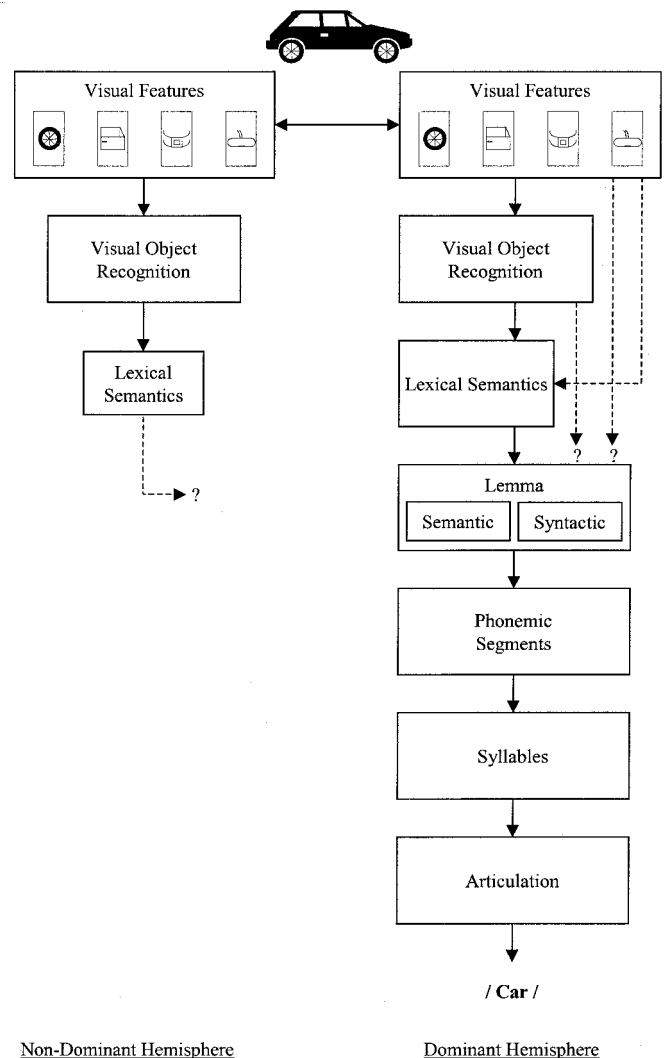 Visual Features
Visual Features
Visual Object
Recognition
Visual Object
Recognition
Lexical
Semantics
Lexical Semantics
?
?
?
Lemma
Semantic
Syntactic
Phonemic
Segments
Syllables
Articulation
/ Car /
Non-Dominant Hemisphere
Dominant Hemisphere